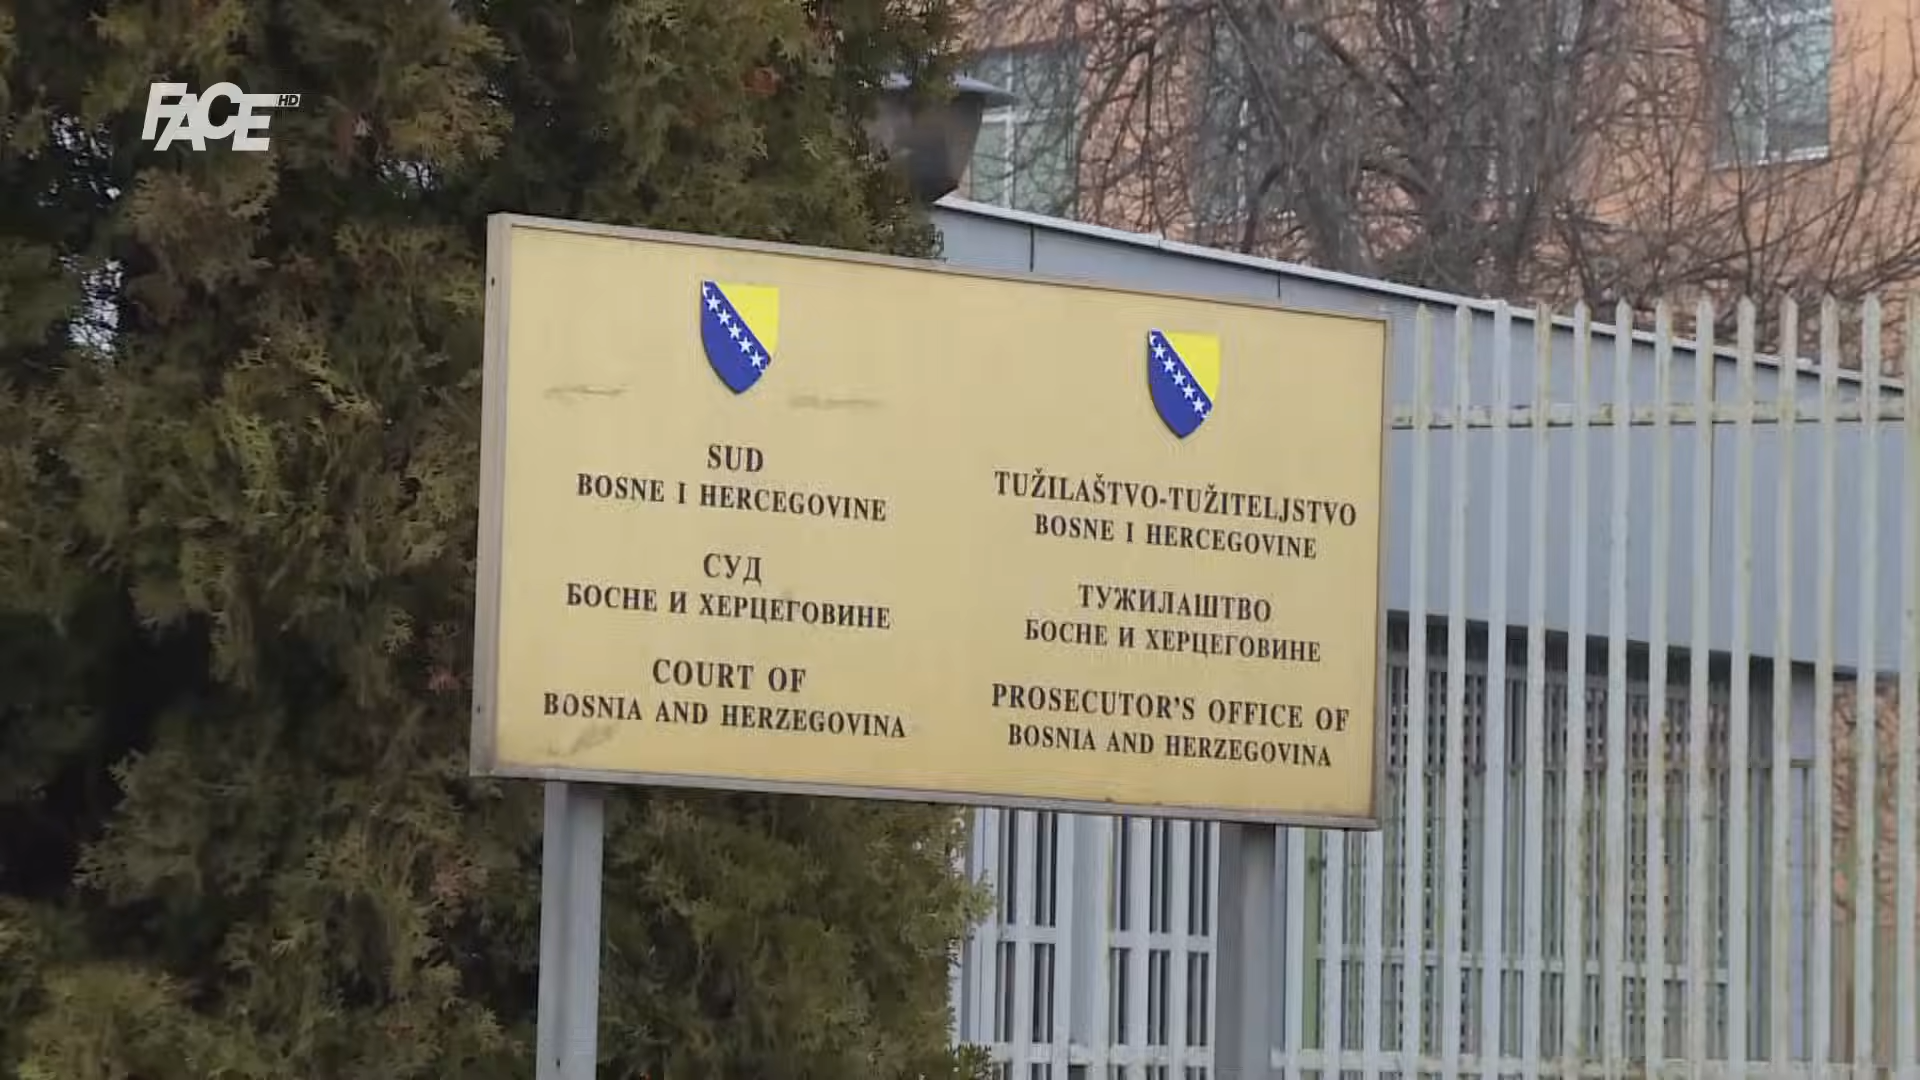 FACE HD
SUD
BOSNE I HERCEGOVINE
СУД
БОСНЕ И ХЕРЦЕГОВИНЕ
COURT OF
BOSNIA AND HERZEGOVINA
TUŽILAŠTVO-TUŽITELJSTVO
BOSNE I HERCEGOVINE
ТУЖИЛАШТВО
БОСНЕ И ХЕРЦЕГОВИНЕ
PROSECUTOR'S OFFICE OF
BOSNIA AND HERZEGOVINA